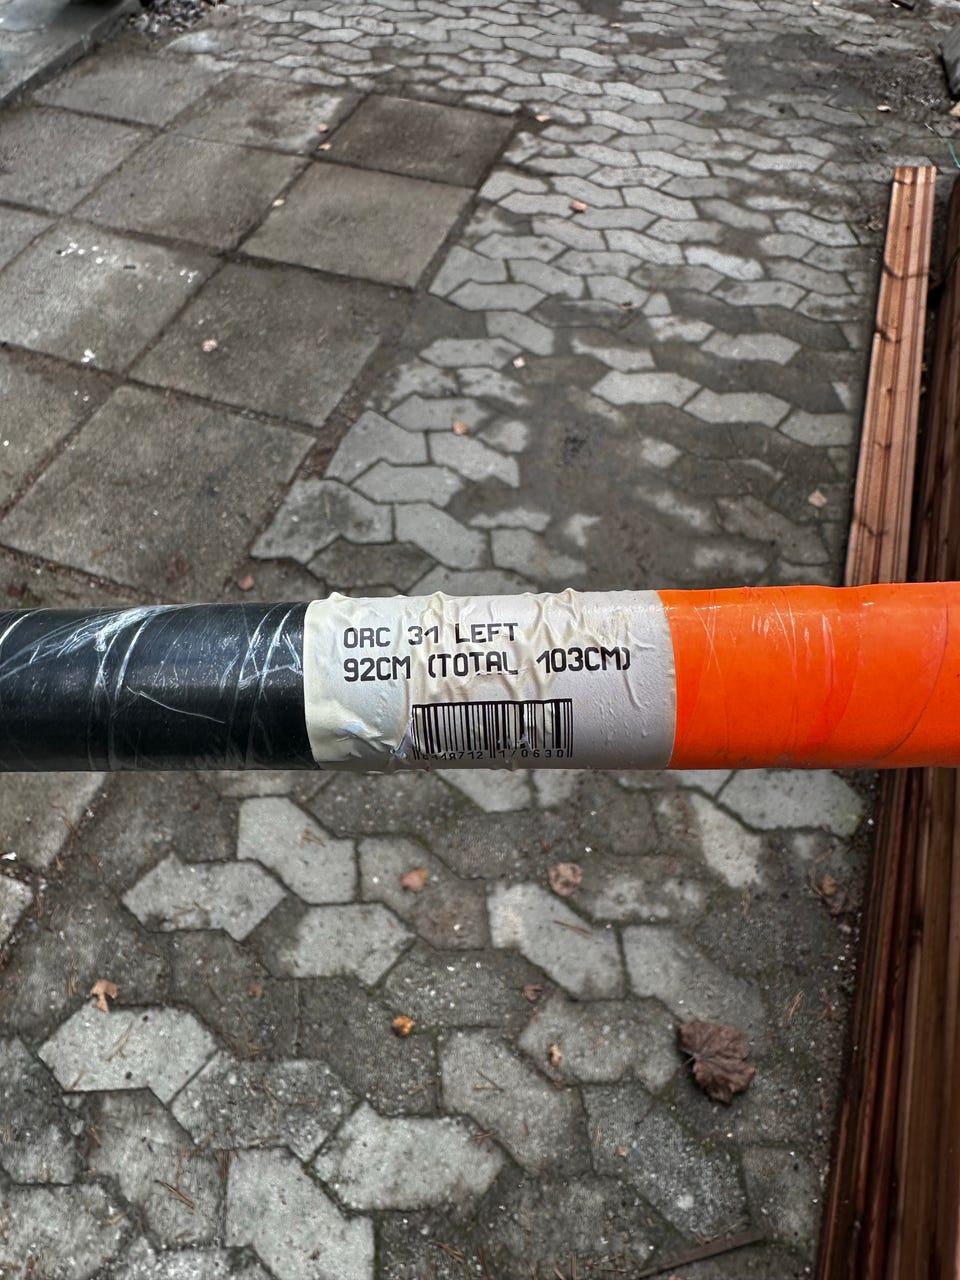 ORC 31 LEFT
92CM (TOTAL 103CM)